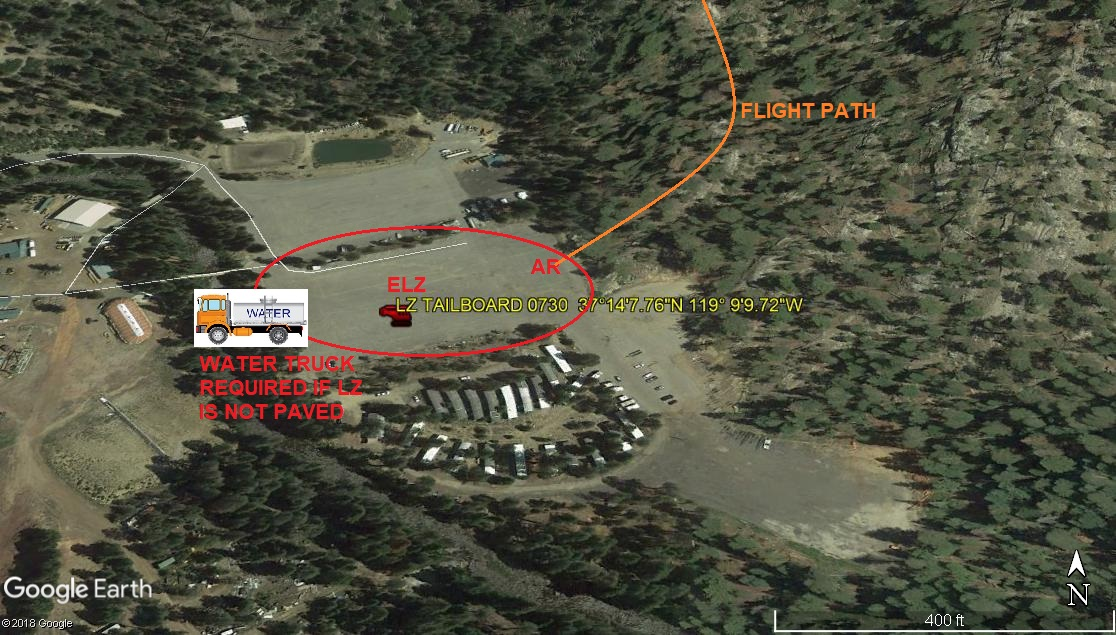 FLIGHT PATH
AR
ELZ
LZ TAILBOARD 0730 37°14'7.76"N 119° 9'9.72"W
WATER
WATER TRUCK
REQUIRED IF LZ
IS NOT PAVED
Google Earth
©2018 Google
N
400 ft